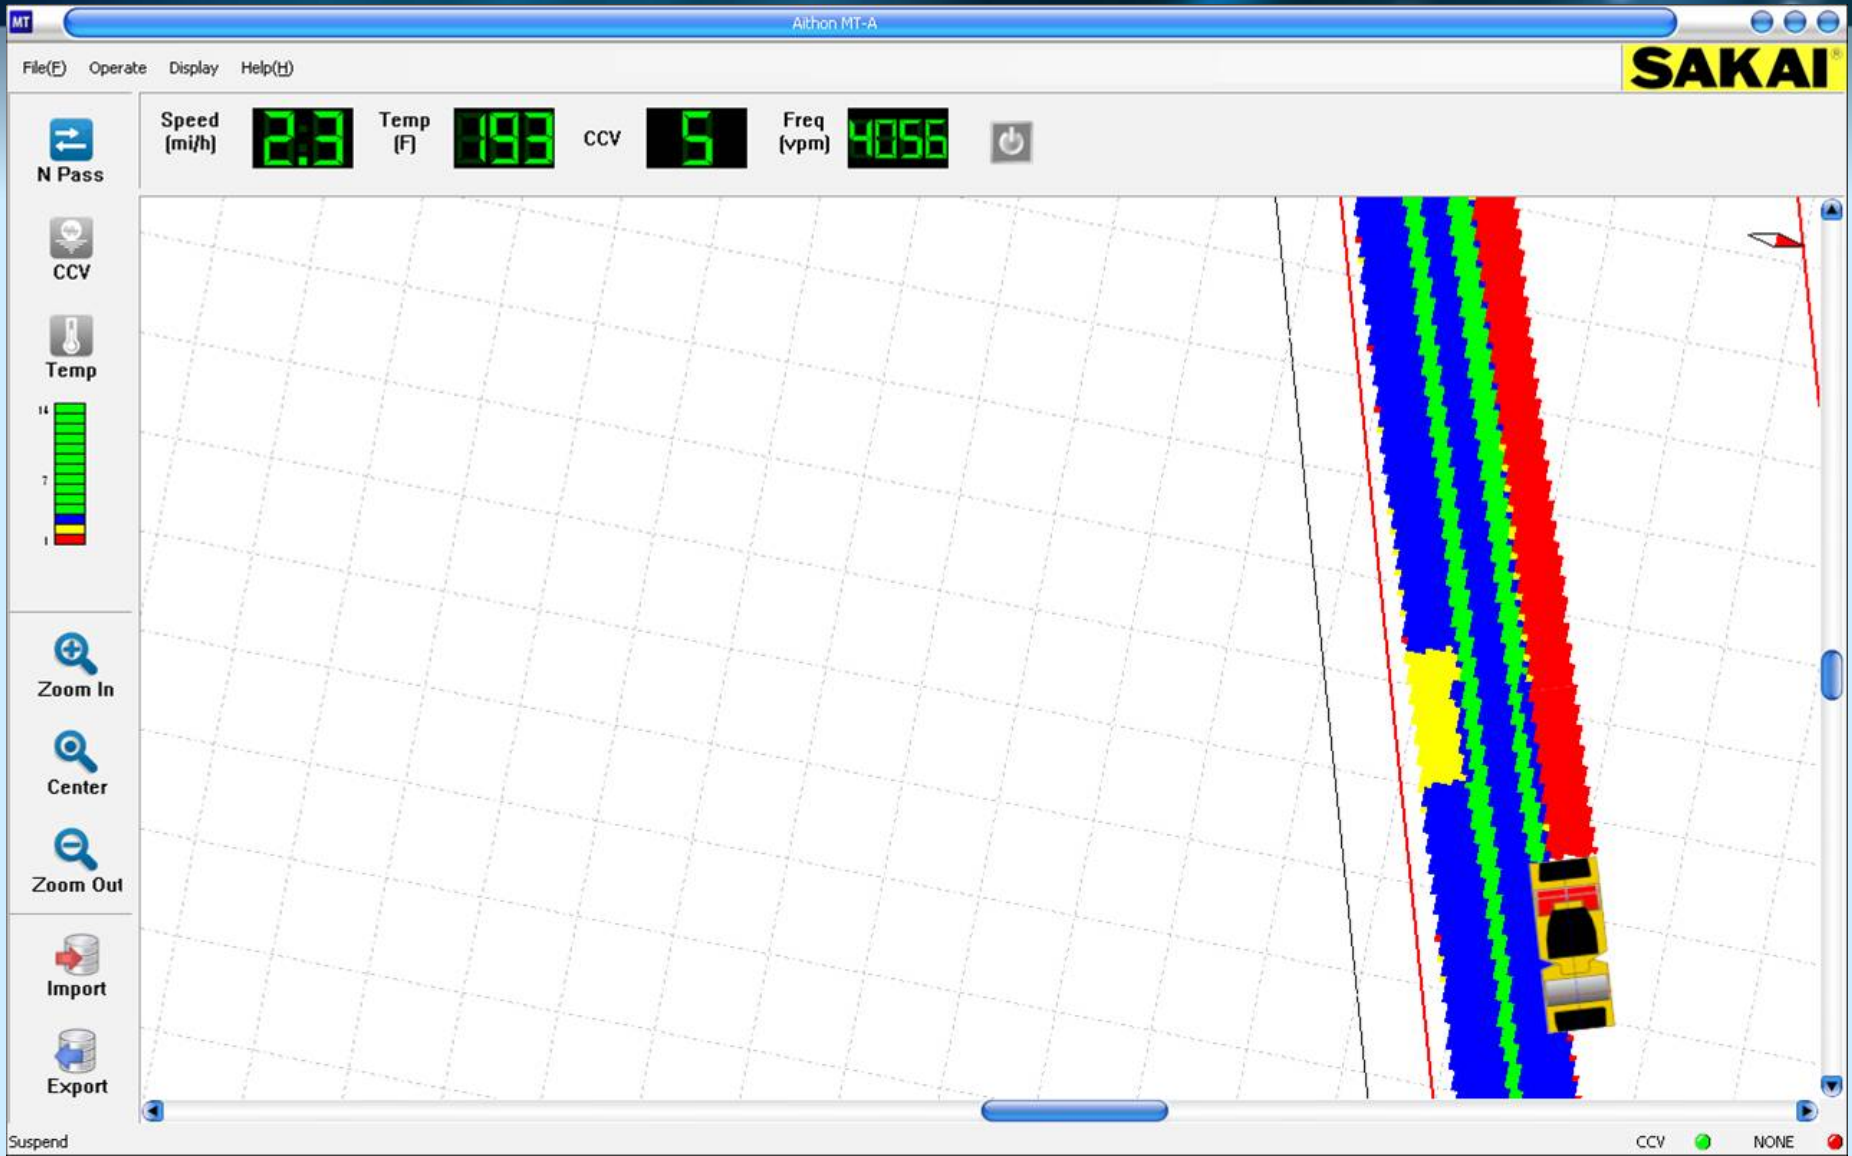 MT
Aithon MT-A
File(F) Operate Display Help(H)
SAKAI®
N Pass
CCV
Temp
14
7
1
Zoom In
Center
Zoom Out
Import
Export
Speed
(mi/h)
2.3
Temp
(F)
193
CCV
5
Freq
(vpm)
4056
Suspend
CCV
NONE